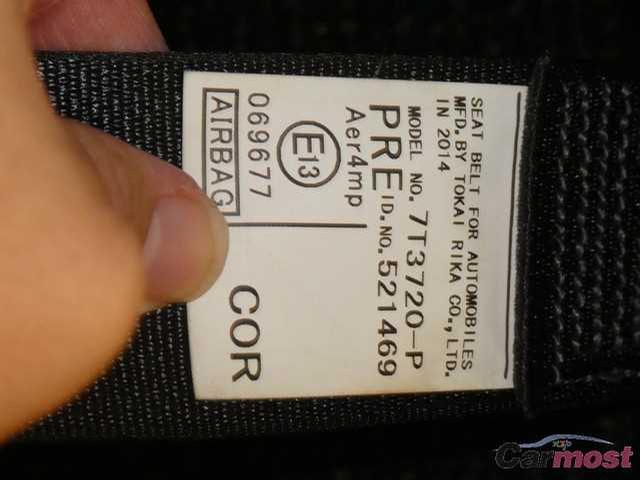 SEAT BELT FOR AUTOMOBILES
MFD. BY TOKAI RIKA CO., LTD.
IN 2014
MODEL NO. 7T3720-P
PRE ID.NO. 521469
Aer4mp
E13
069677
AIRBAG
COR
Carmost